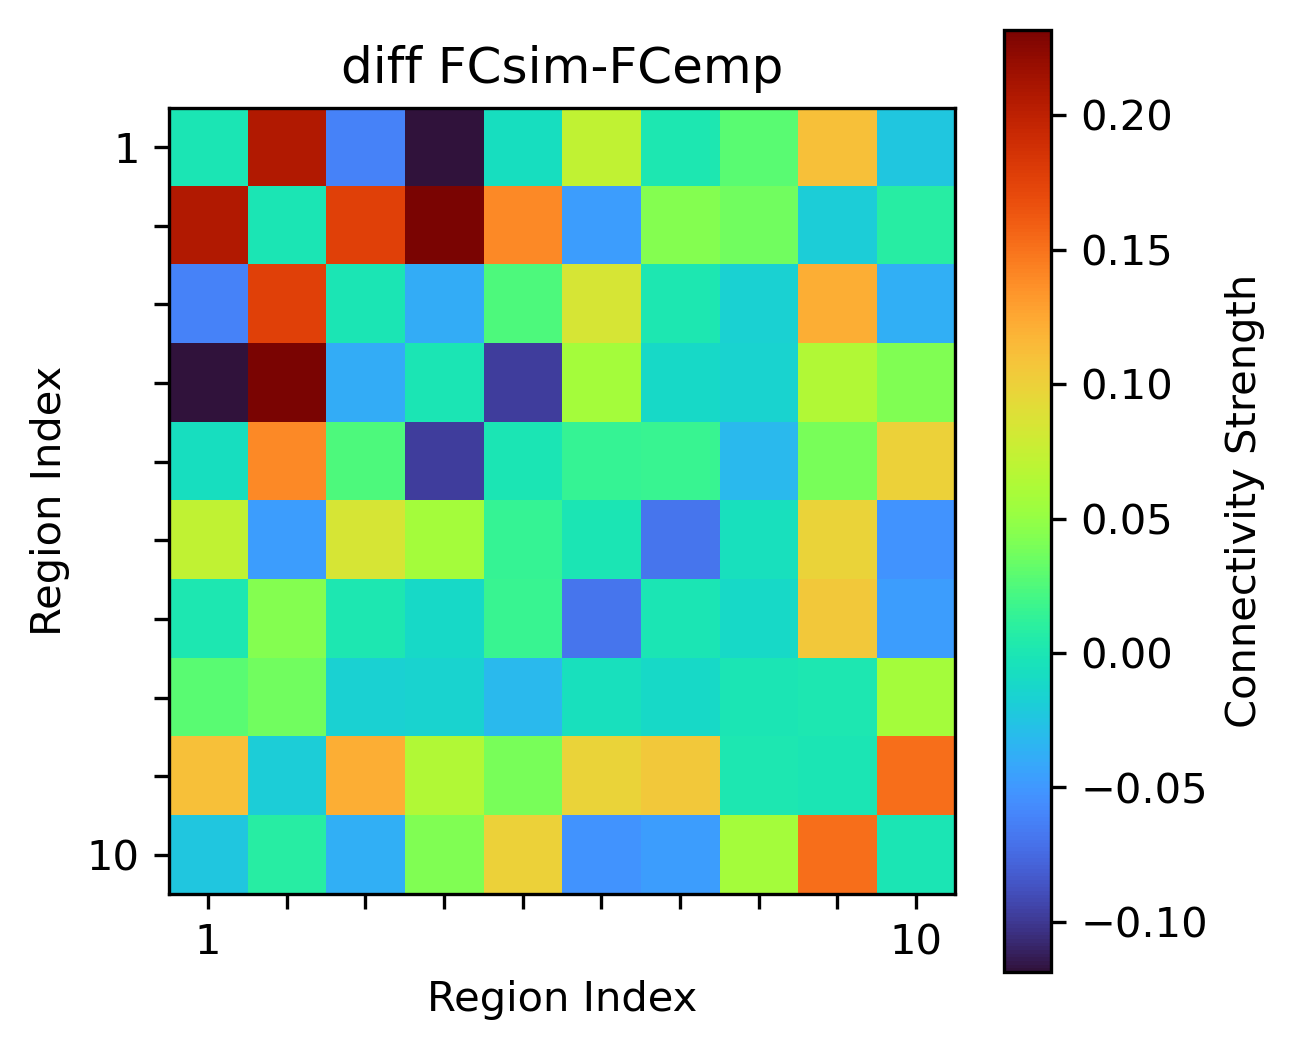 diff FCsim-FCemp
1
10
Region Index
1
10
Region Index
0.20
0.15
0.10
0.05
0.00
−0.05
−0.10
Connectivity Strength